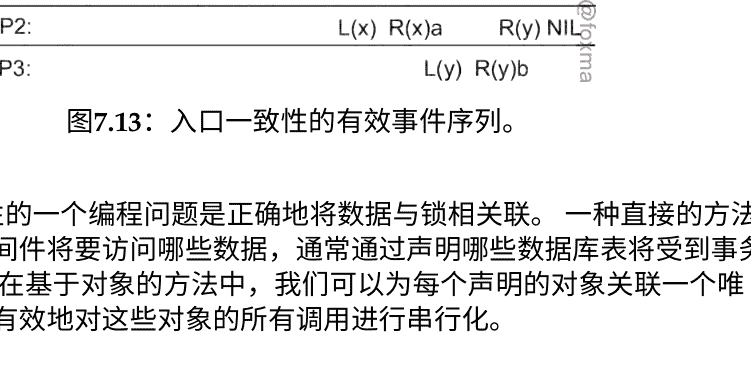 P2: L(x) R(x)a R(y) NIL
P3: L(y) R(y)b
@foxma
图7.13：入口一致性的有效事件序列。
性的一个编程问题是正确地将数据与锁相关联。 一种直接的方法
间件将要访问哪些数据，通常通过声明哪些数据库表将受到事务
在基于对象的方法中，我们可以为每个声明的对象关联一个唯
有效地对这些对象的所有调用进行串行化。